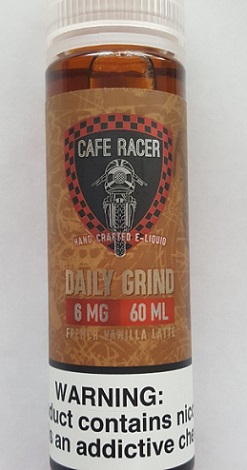 CAFE RACER
HAND CRAFTED E-LIQUID
DAILY GRIND
6 MG 60 ML
FRENCH VANILLA LATTE
WARNING:
duct contains nico
s an addictive che